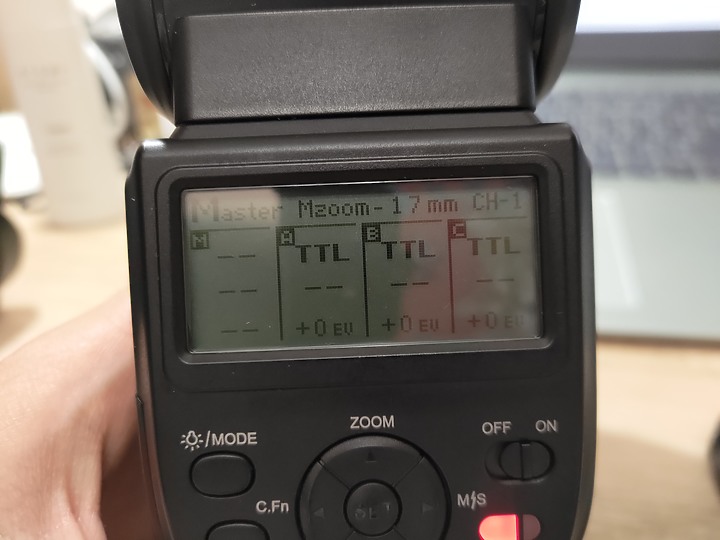 Master Mzoom-17mm CH-1
M -- A TTL B TTL C TTL
-- -- -- --
-- +0 EV +0 EV +0 EV
ZOOM
OFF ON
/MODE
C.Fn SET M S